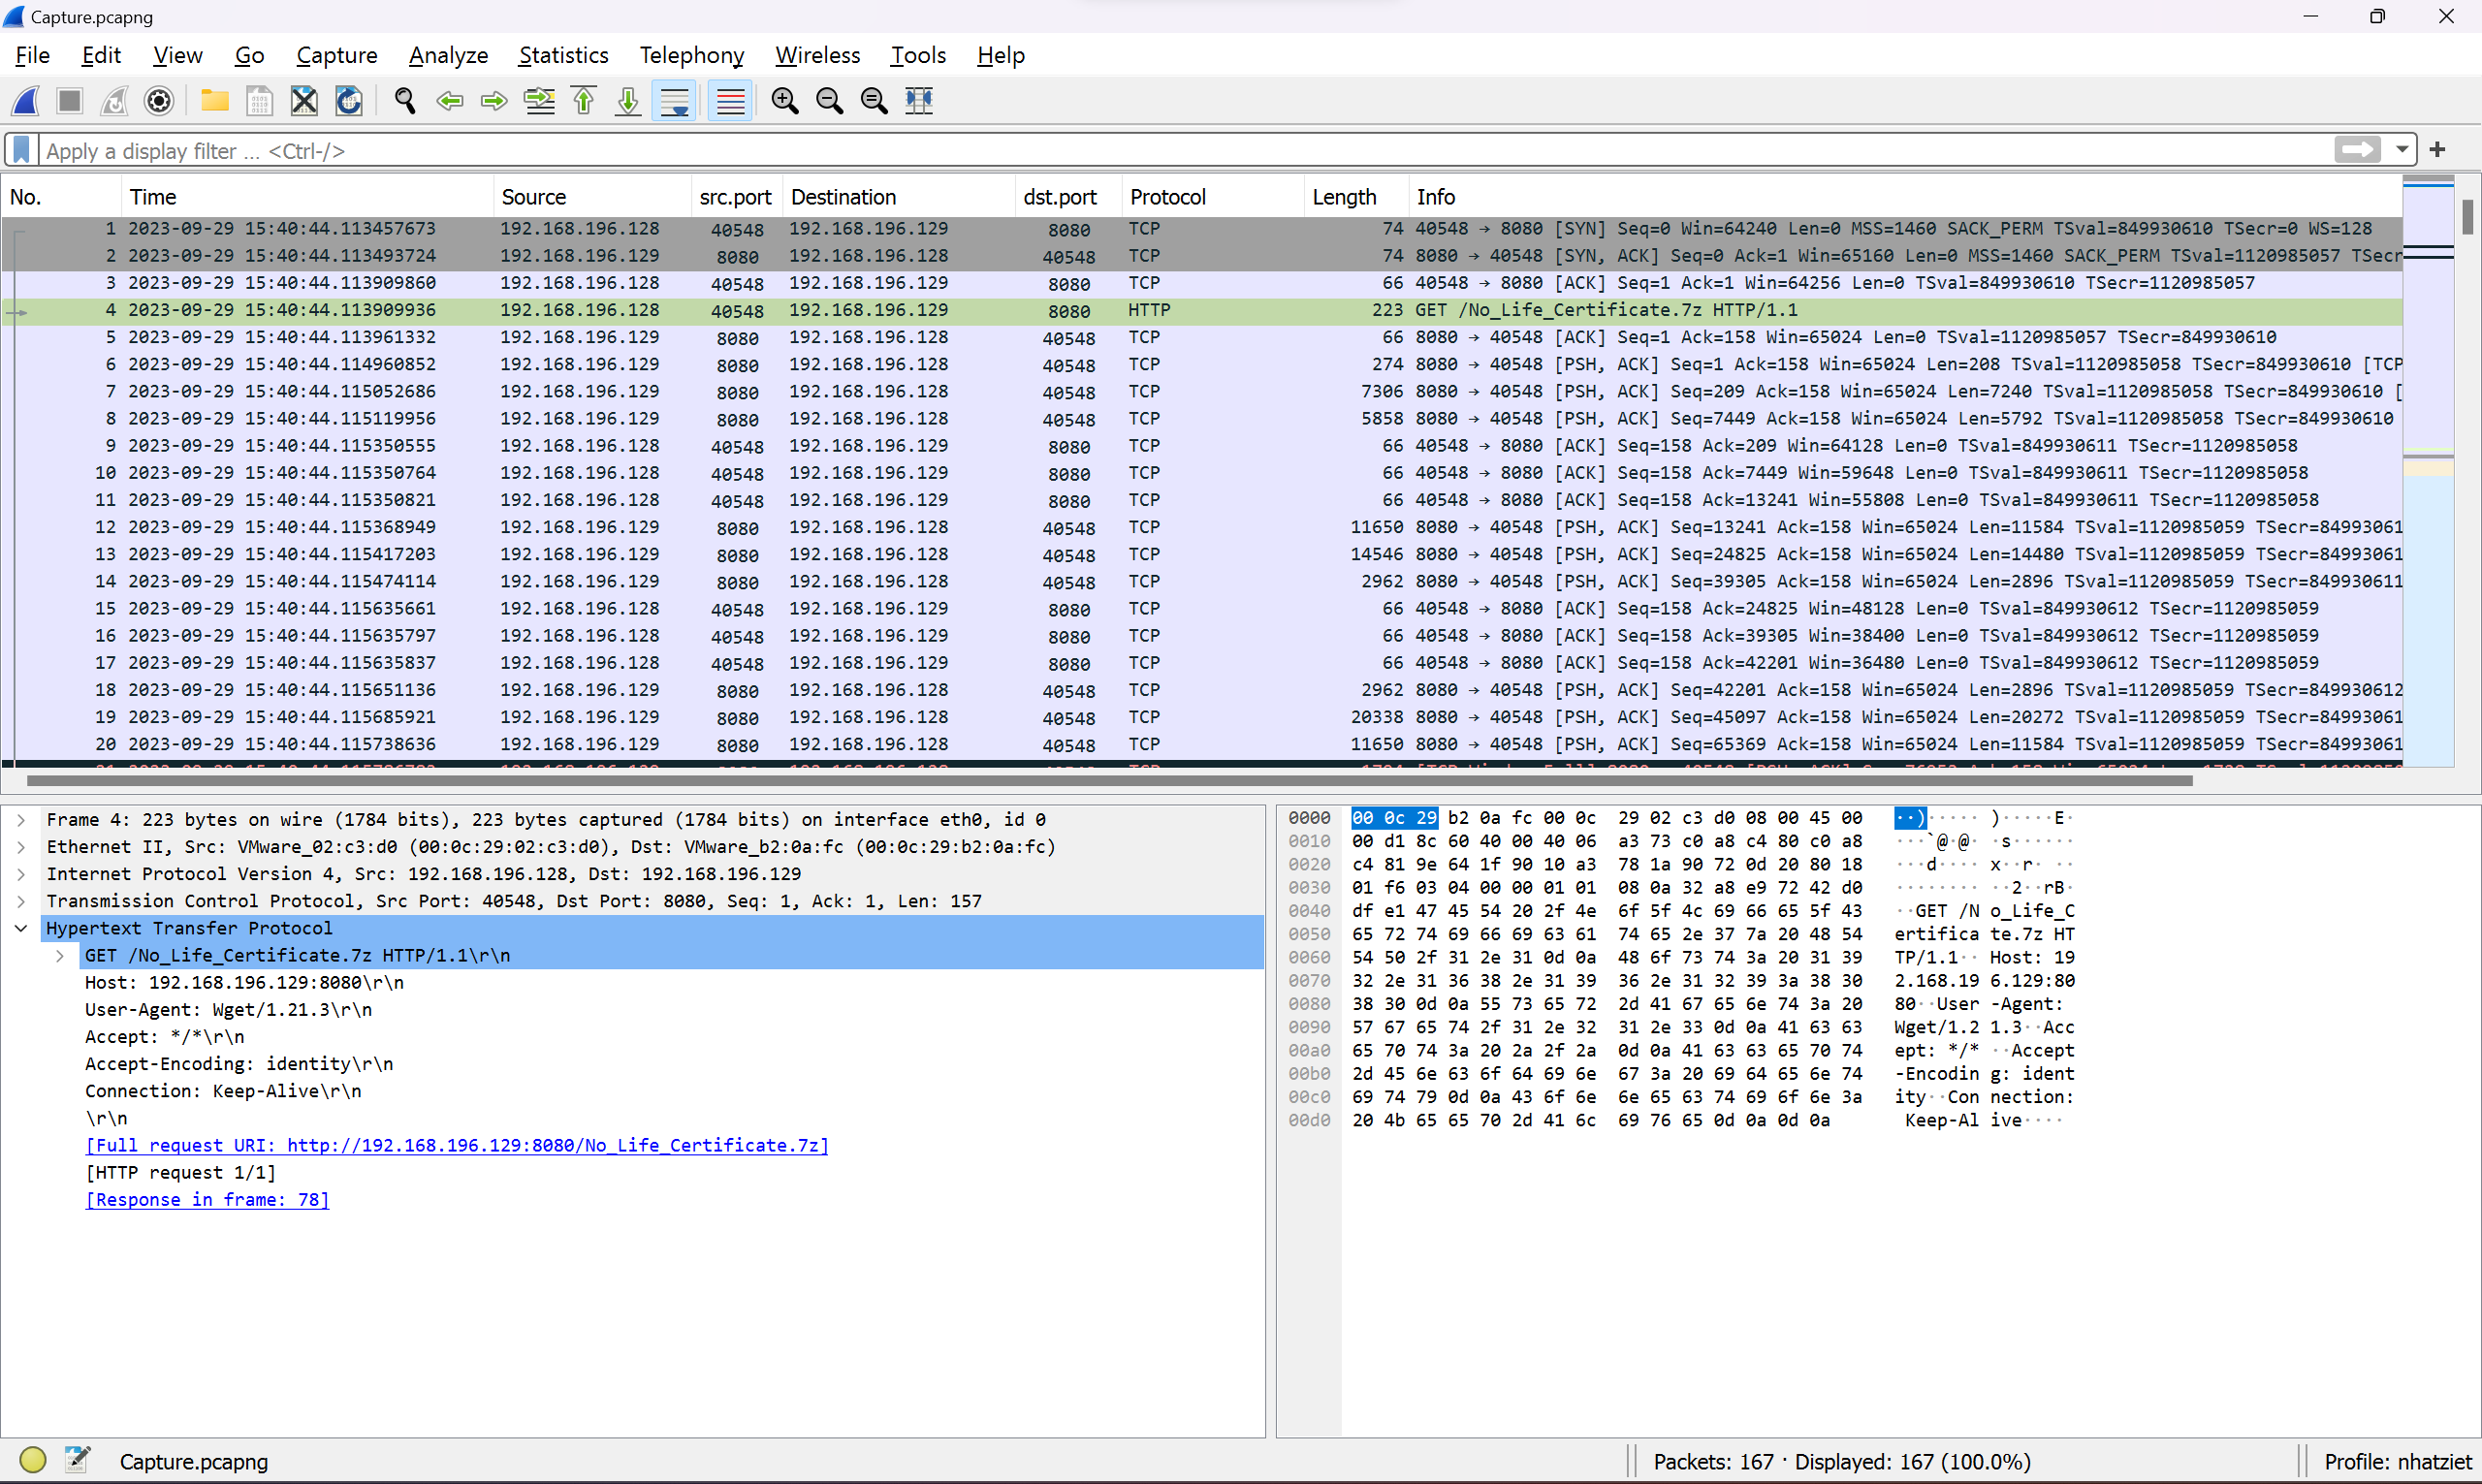 Capture.pcapng
File Edit View Go Capture Analyze Statistics Telephony Wireless Tools Help
Apply a display filter ... <Ctrl-/>
No. Time Source src.port Destination dst.port Protocol Length Info
1 2023-09-29 15:40:44.113457673 192.168.196.128 40548 192.168.196.129 8080 TCP 74 40548 → 8080 [SYN] Seq=0 Win=64240 Len=0 MSS=1460 SACK_PERM TSval=849930610 TSecr=0 WS=128
2 2023-09-29 15:40:44.113493724 192.168.196.129 8080 192.168.196.128 40548 TCP 74 8080 → 40548 [SYN, ACK] Seq=0 Ack=1 Win=65160 Len=0 MSS=1460 SACK_PERM TSval=1120985057 TSecr
3 2023-09-29 15:40:44.113909860 192.168.196.128 40548 192.168.196.129 8080 TCP 66 40548 → 8080 [ACK] Seq=1 Ack=1 Win=64256 Len=0 TSval=849930610 TSecr=1120985057
4 2023-09-29 15:40:44.113909936 192.168.196.128 40548 192.168.196.129 8080 HTTP 223 GET /No_Life_Certificate.7z HTTP/1.1
5 2023-09-29 15:40:44.113961332 192.168.196.129 8080 192.168.196.128 40548 TCP 66 8080 → 40548 [ACK] Seq=1 Ack=158 Win=65024 Len=0 TSval=1120985057 TSecr=849930610
6 2023-09-29 15:40:44.114960852 192.168.196.129 8080 192.168.196.128 40548 TCP 274 8080 → 40548 [PSH, ACK] Seq=1 Ack=158 Win=65024 Len=208 TSval=1120985058 TSecr=849930610 [TCP
7 2023-09-29 15:40:44.115052686 192.168.196.129 8080 192.168.196.128 40548 TCP 7306 8080 → 40548 [PSH, ACK] Seq=209 Ack=158 Win=65024 Len=7240 TSval=1120985058 TSecr=849930610 [
8 2023-09-29 15:40:44.115119956 192.168.196.129 8080 192.168.196.128 40548 TCP 5858 8080 → 40548 [PSH, ACK] Seq=7449 Ack=158 Win=65024 Len=5792 TSval=1120985058 TSecr=849930610
9 2023-09-29 15:40:44.115350555 192.168.196.128 40548 192.168.196.129 8080 TCP 66 40548 → 8080 [ACK] Seq=158 Ack=209 Win=64128 Len=0 TSval=849930611 TSecr=1120985058
10 2023-09-29 15:40:44.115350764 192.168.196.128 40548 192.168.196.129 8080 TCP 66 40548 → 8080 [ACK] Seq=158 Ack=7449 Win=59648 Len=0 TSval=849930611 TSecr=1120985058
11 2023-09-29 15:40:44.115350821 192.168.196.128 40548 192.168.196.129 8080 TCP 66 40548 → 8080 [ACK] Seq=158 Ack=13241 Win=55808 Len=0 TSval=849930611 TSecr=1120985058
12 2023-09-29 15:40:44.115368949 192.168.196.129 8080 192.168.196.128 40548 TCP 11650 8080 → 40548 [PSH, ACK] Seq=13241 Ack=158 Win=65024 Len=11584 TSval=1120985059 TSecr=84993061
13 2023-09-29 15:40:44.115417203 192.168.196.129 8080 192.168.196.128 40548 TCP 14546 8080 → 40548 [PSH, ACK] Seq=24825 Ack=158 Win=65024 Len=14480 TSval=1120985059 TSecr=84993061
14 2023-09-29 15:40:44.115474114 192.168.196.129 8080 192.168.196.128 40548 TCP 2962 8080 → 40548 [PSH, ACK] Seq=39305 Ack=158 Win=65024 Len=2896 TSval=1120985059 TSecr=849930611
15 2023-09-29 15:40:44.115635661 192.168.196.128 40548 192.168.196.129 8080 TCP 66 40548 → 8080 [ACK] Seq=158 Ack=24825 Win=48128 Len=0 TSval=849930612 TSecr=1120985059
16 2023-09-29 15:40:44.115635797 192.168.196.128 40548 192.168.196.129 8080 TCP 66 40548 → 8080 [ACK] Seq=158 Ack=39305 Win=38400 Len=0 TSval=849930612 TSecr=1120985059
17 2023-09-29 15:40:44.115635837 192.168.196.128 40548 192.168.196.129 8080 TCP 66 40548 → 8080 [ACK] Seq=158 Ack=42201 Win=36480 Len=0 TSval=849930612 TSecr=1120985059
18 2023-09-29 15:40:44.115651136 192.168.196.129 8080 192.168.196.128 40548 TCP 2962 8080 → 40548 [PSH, ACK] Seq=42201 Ack=158 Win=65024 Len=2896 TSval=1120985059 TSecr=849930612
19 2023-09-29 15:40:44.115685921 192.168.196.129 8080 192.168.196.128 40548 TCP 20338 8080 → 40548 [PSH, ACK] Seq=45097 Ack=158 Win=65024 Len=20272 TSval=1120985059 TSecr=84993061
20 2023-09-29 15:40:44.115738636 192.168.196.129 8080 192.168.196.128 40548 TCP 11650 8080 → 40548 [PSH, ACK] Seq=65369 Ack=158 Win=65024 Len=11584 TSval=1120985059 TSecr=84993061
Frame 4: 223 bytes on wire (1784 bits), 223 bytes captured (1784 bits) on interface eth0, id 0
Ethernet II, Src: VMware_02:c3:d0 (00:0c:29:02:c3:d0), Dst: VMware_b2:0a:fc (00:0c:29:b2:0a:fc)
Internet Protocol Version 4, Src: 192.168.196.128, Dst: 192.168.196.129
Transmission Control Protocol, Src Port: 40548, Dst Port: 8080, Seq: 1, Ack: 1, Len: 157
Hypertext Transfer Protocol
GET /No_Life_Certificate.7z HTTP/1.1\r\n
Host: 192.168.196.129:8080\r\n
User-Agent: Wget/1.21.3\r\n
Accept: */*\r\n
Accept-Encoding: identity\r\n
Connection: Keep-Alive\r\n
\r\n
[Full request URI: http://192.168.196.129:8080/No_Life_Certificate.7z]
[HTTP request 1/1]
[Response in frame: 78]
0000 00 0c 29 b2 0a fc 00 0c 29 02 c3 d0 08 00 45 00 ··)····· )·····E·
0010 00 d1 8c 60 40 00 40 06 a3 73 c0 a8 c4 80 c0 a8 ···`@·@· ·s······
0020 c4 81 9e 64 1f 90 10 a3 78 1a 90 72 0d 20 80 18 ···d···· x··r· ··
0030 01 f6 03 04 00 00 01 01 08 0a 32 a8 e9 72 42 d0 ········ ··2··rB·
0040 df e1 47 45 54 20 2f 4e 6f 5f 4c 69 66 65 5f 43 ··GET /N o_Life_C
0050 65 72 74 69 66 69 63 61 74 65 2e 37 7a 20 48 54 ertifica te.7z HT
0060 54 50 2f 31 2e 31 0d 0a 48 6f 73 74 3a 20 31 39 TP/1.1·· Host: 19
0070 32 2e 31 36 38 2e 31 39 36 2e 31 32 39 3a 38 30 2.168.19 6.129:80
0080 38 30 0d 0a 55 73 65 72 2d 41 67 65 6e 74 3a 20 80··User -Agent:
0090 57 67 65 74 2f 31 2e 32 31 2e 33 0d 0a 41 63 63 Wget/1.2 1.3··Acc
00a0 65 70 74 3a 20 2a 2f 2a 0d 0a 41 63 63 65 70 74 ept: */* ··Accept
00b0 2d 45 6e 63 6f 64 69 6e 67 3a 20 69 64 65 6e 74 -Encodin g: ident
00c0 69 74 79 0d 0a 43 6f 6e 6e 65 63 74 69 6f 6e 3a ity··Con nection:
00d0 20 4b 65 65 70 2d 41 6c 69 76 65 0d 0a 0d 0a Keep-Al ive····
Capture.pcapng
Packets: 167 · Displayed: 167 (100.0%)
Profile: nhatziet